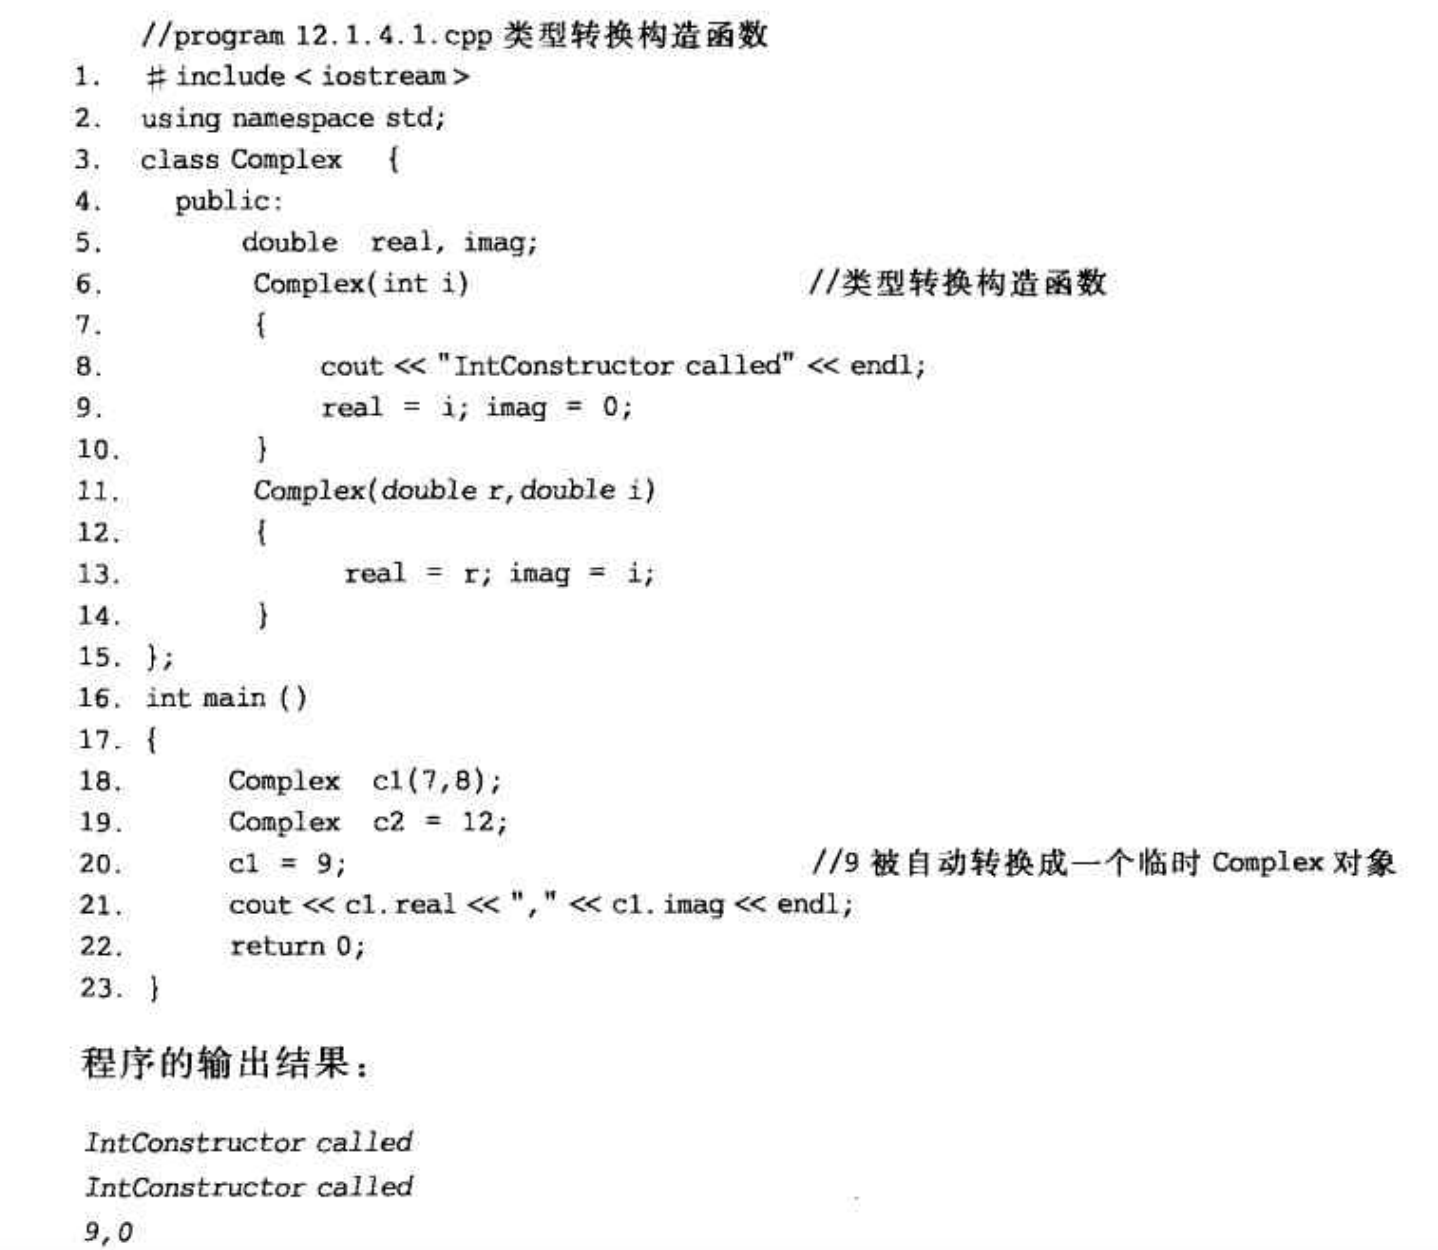 //program 12.1.4.1.cpp 类型转换构造函数
1. #include<iostream>
2. using namespace std;
3. class Complex {
4. public:
5. double real, imag;
6. Complex(int i) //类型转换构造函数
7. {
8. cout << "IntConstructor called" << endl;
9. real = i; imag = 0;
10. }
11. Complex(double r,double i)
12. {
13. real = r; imag = i;
14. }
15. };
16. int main ()
17. {
18. Complex c1(7,8);
19. Complex c2 = 12;
20. c1 = 9; //9 被自动转换成一个临时 Complex 对象
21. cout << c1.real << "," << c1.imag << endl;
22. return 0;
23. }
程序的输出结果：
IntConstructor called
IntConstructor called
9,0